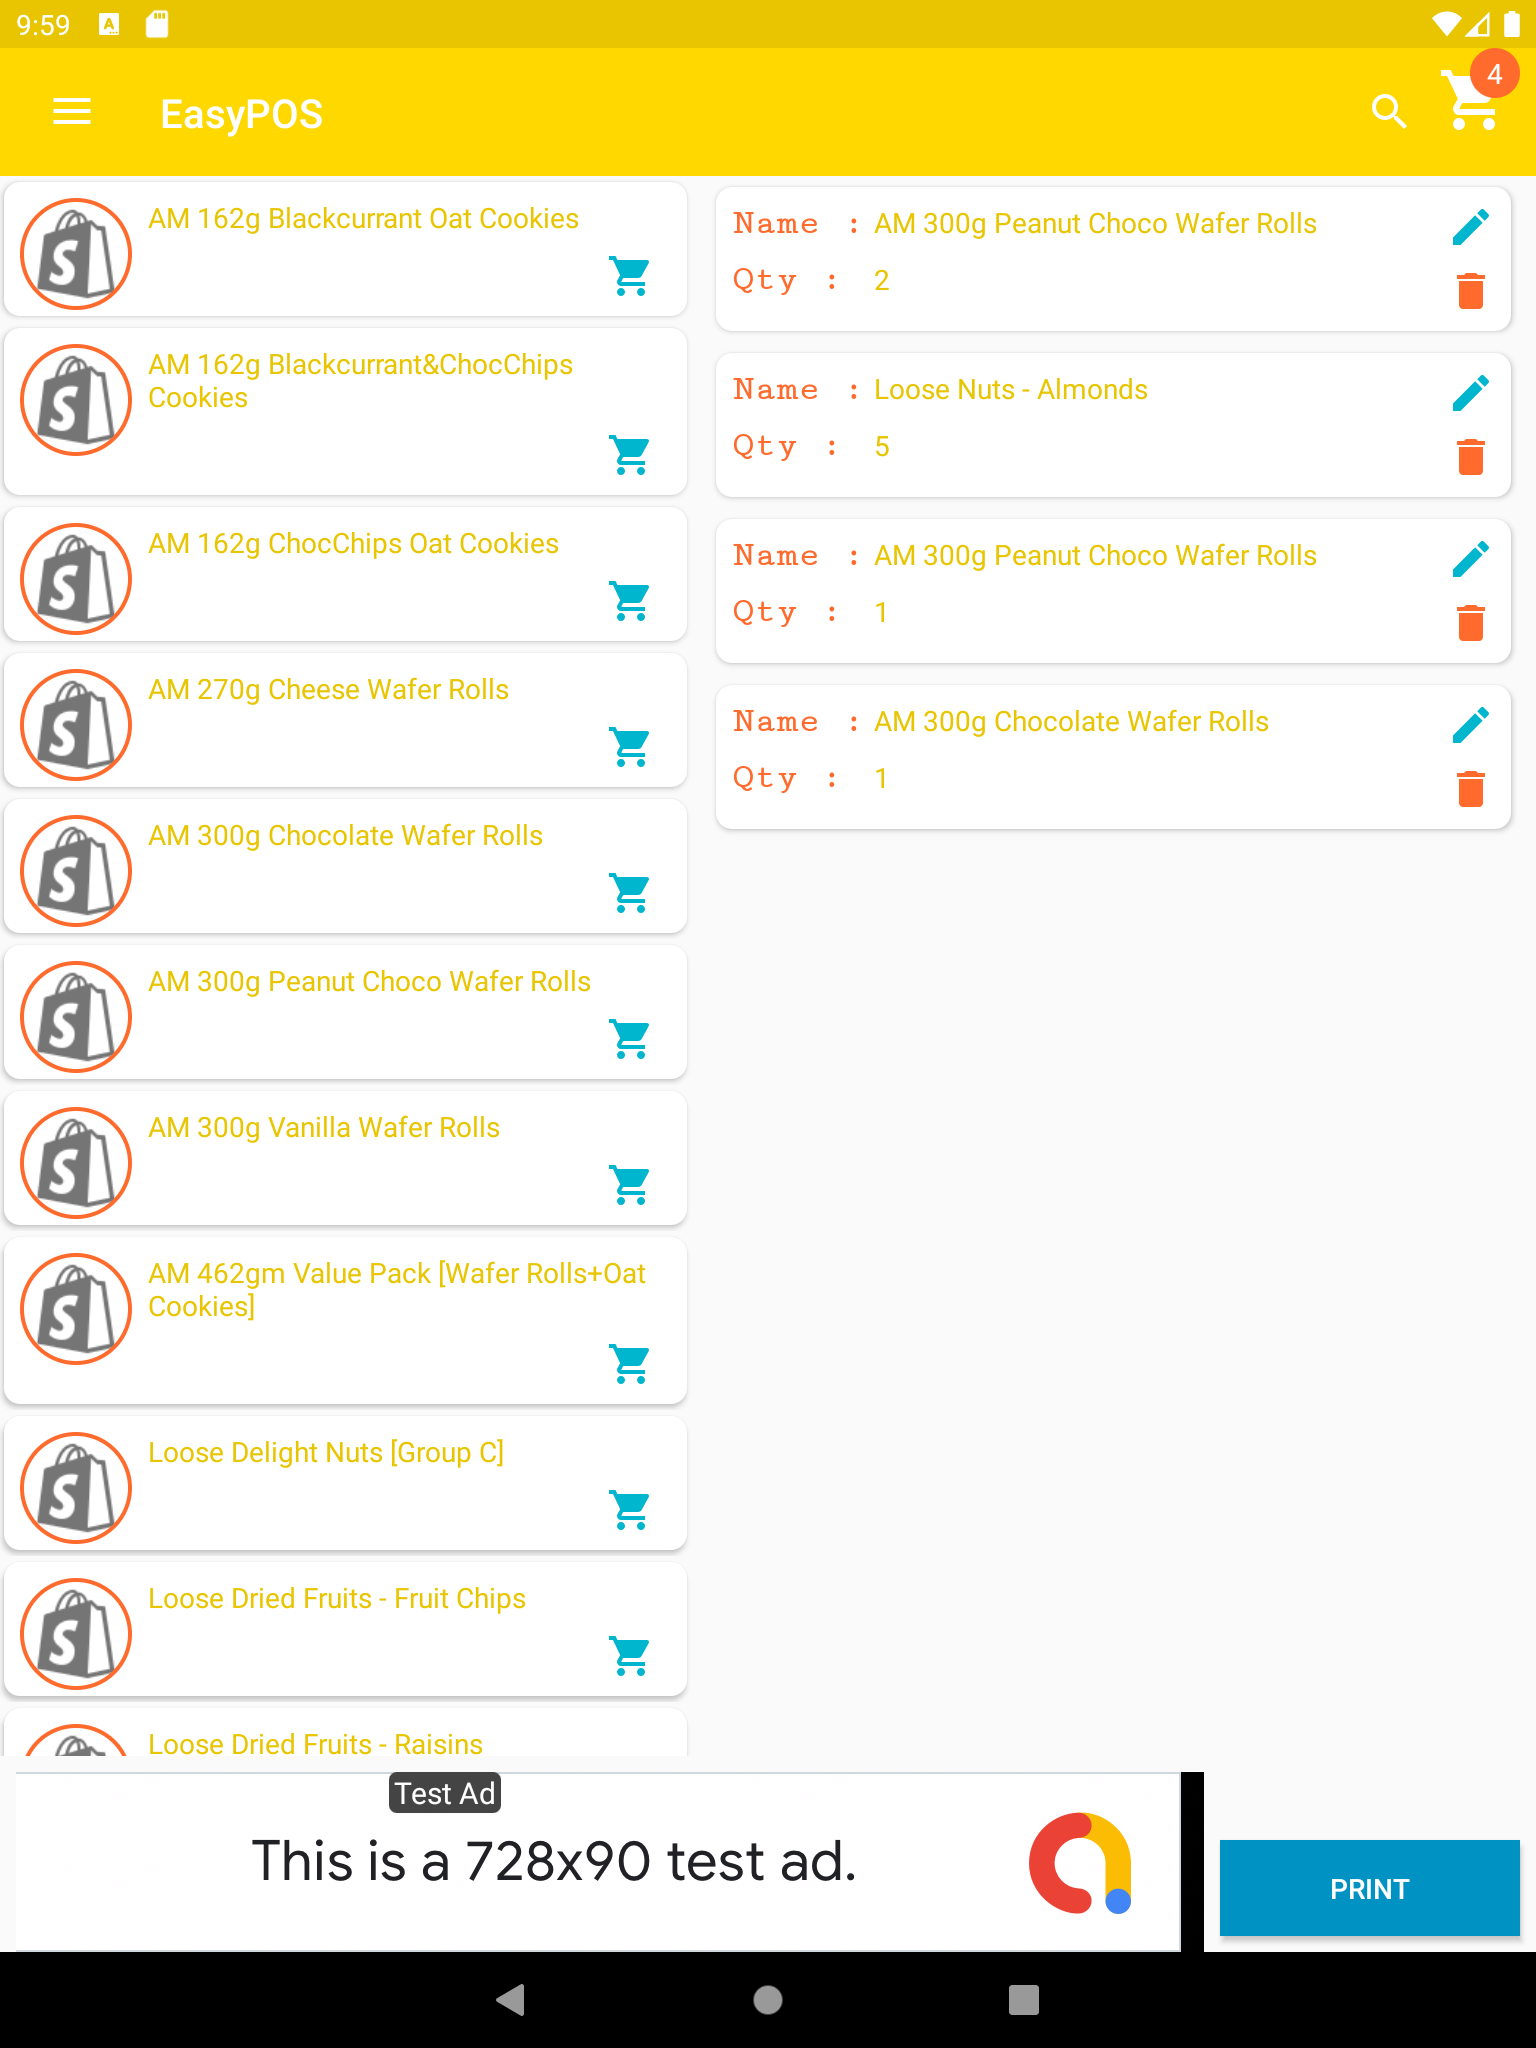 9:59
EasyPOS
4
AM 162g Blackcurrant Oat Cookies
AM 162g Blackcurrant&ChocChips
Cookies
AM 162g ChocChips Oat Cookies
AM 270g Cheese Wafer Rolls
AM 300g Chocolate Wafer Rolls
AM 300g Peanut Choco Wafer Rolls
AM 300g Vanilla Wafer Rolls
AM 462gm Value Pack [Wafer Rolls+Oat
Cookies]
Loose Delight Nuts [Group C]
Loose Dried Fruits - Fruit Chips
Loose Dried Fruits - Raisins
Name : AM 300g Peanut Choco Wafer Rolls
Qty : 2
Name : Loose Nuts - Almonds
Qty : 5
Name : AM 300g Peanut Choco Wafer Rolls
Qty : 1
Name : AM 300g Chocolate Wafer Rolls
Qty : 1
Test Ad
This is a 728x90 test ad.
PRINT